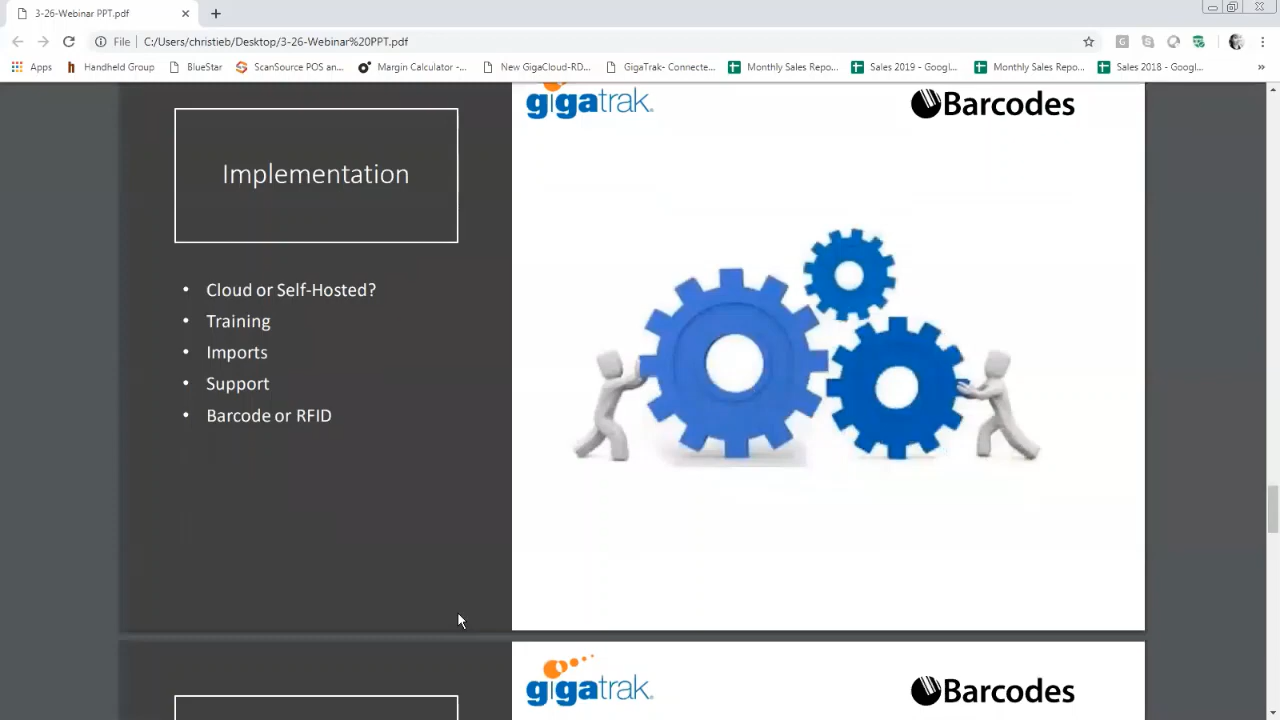 3-26-Webinar PPT.pdf
File C:/Users/christieb/Desktop/3-26-Webinar%20PPT.pdf
Apps Handheld Group BlueStar ScanSource POS an... Margin Calculator -... New GigaCloud-RD... GigaTrak- Connecte... Monthly Sales Repo... Sales 2019 - Googl... Monthly Sales Repo... Sales 2018 - Googl... »
gigatrak
Barcodes
Implementation
• Cloud or Self-Hosted?
• Training
• Imports
• Support
• Barcode or RFID
gigatrak
Barcodes